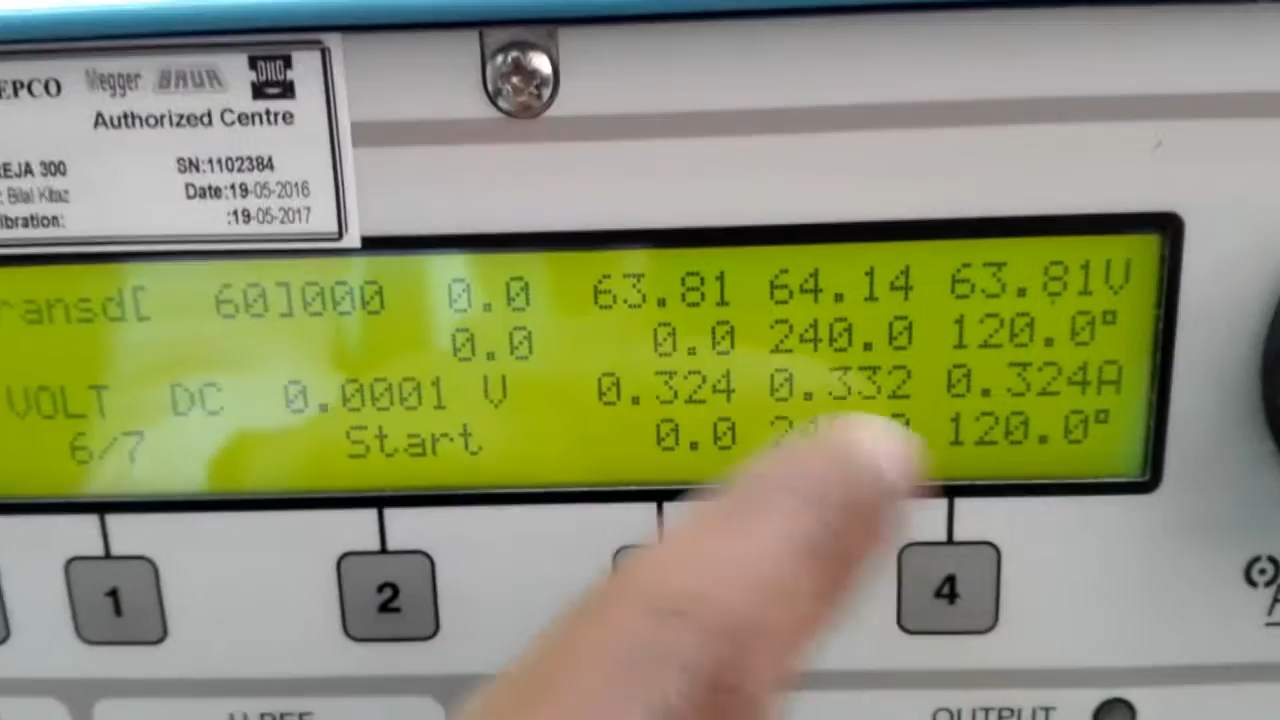 EPCO Megger BAUR DILO
Authorized Centre
REJA 300 SN:1102384
: Bilal Kitaz Date:19-05-2016
ibration: :19-05-2017
ransd[ 60]000 0.0 63.81 64.14 63.81V
0.0 0.0 240.0 120.0°
VOLT DC 0.0001 V 0.324 0.332 0.324A
6/7 Start 0.0 120.0°
1 2 4
OUTPUT